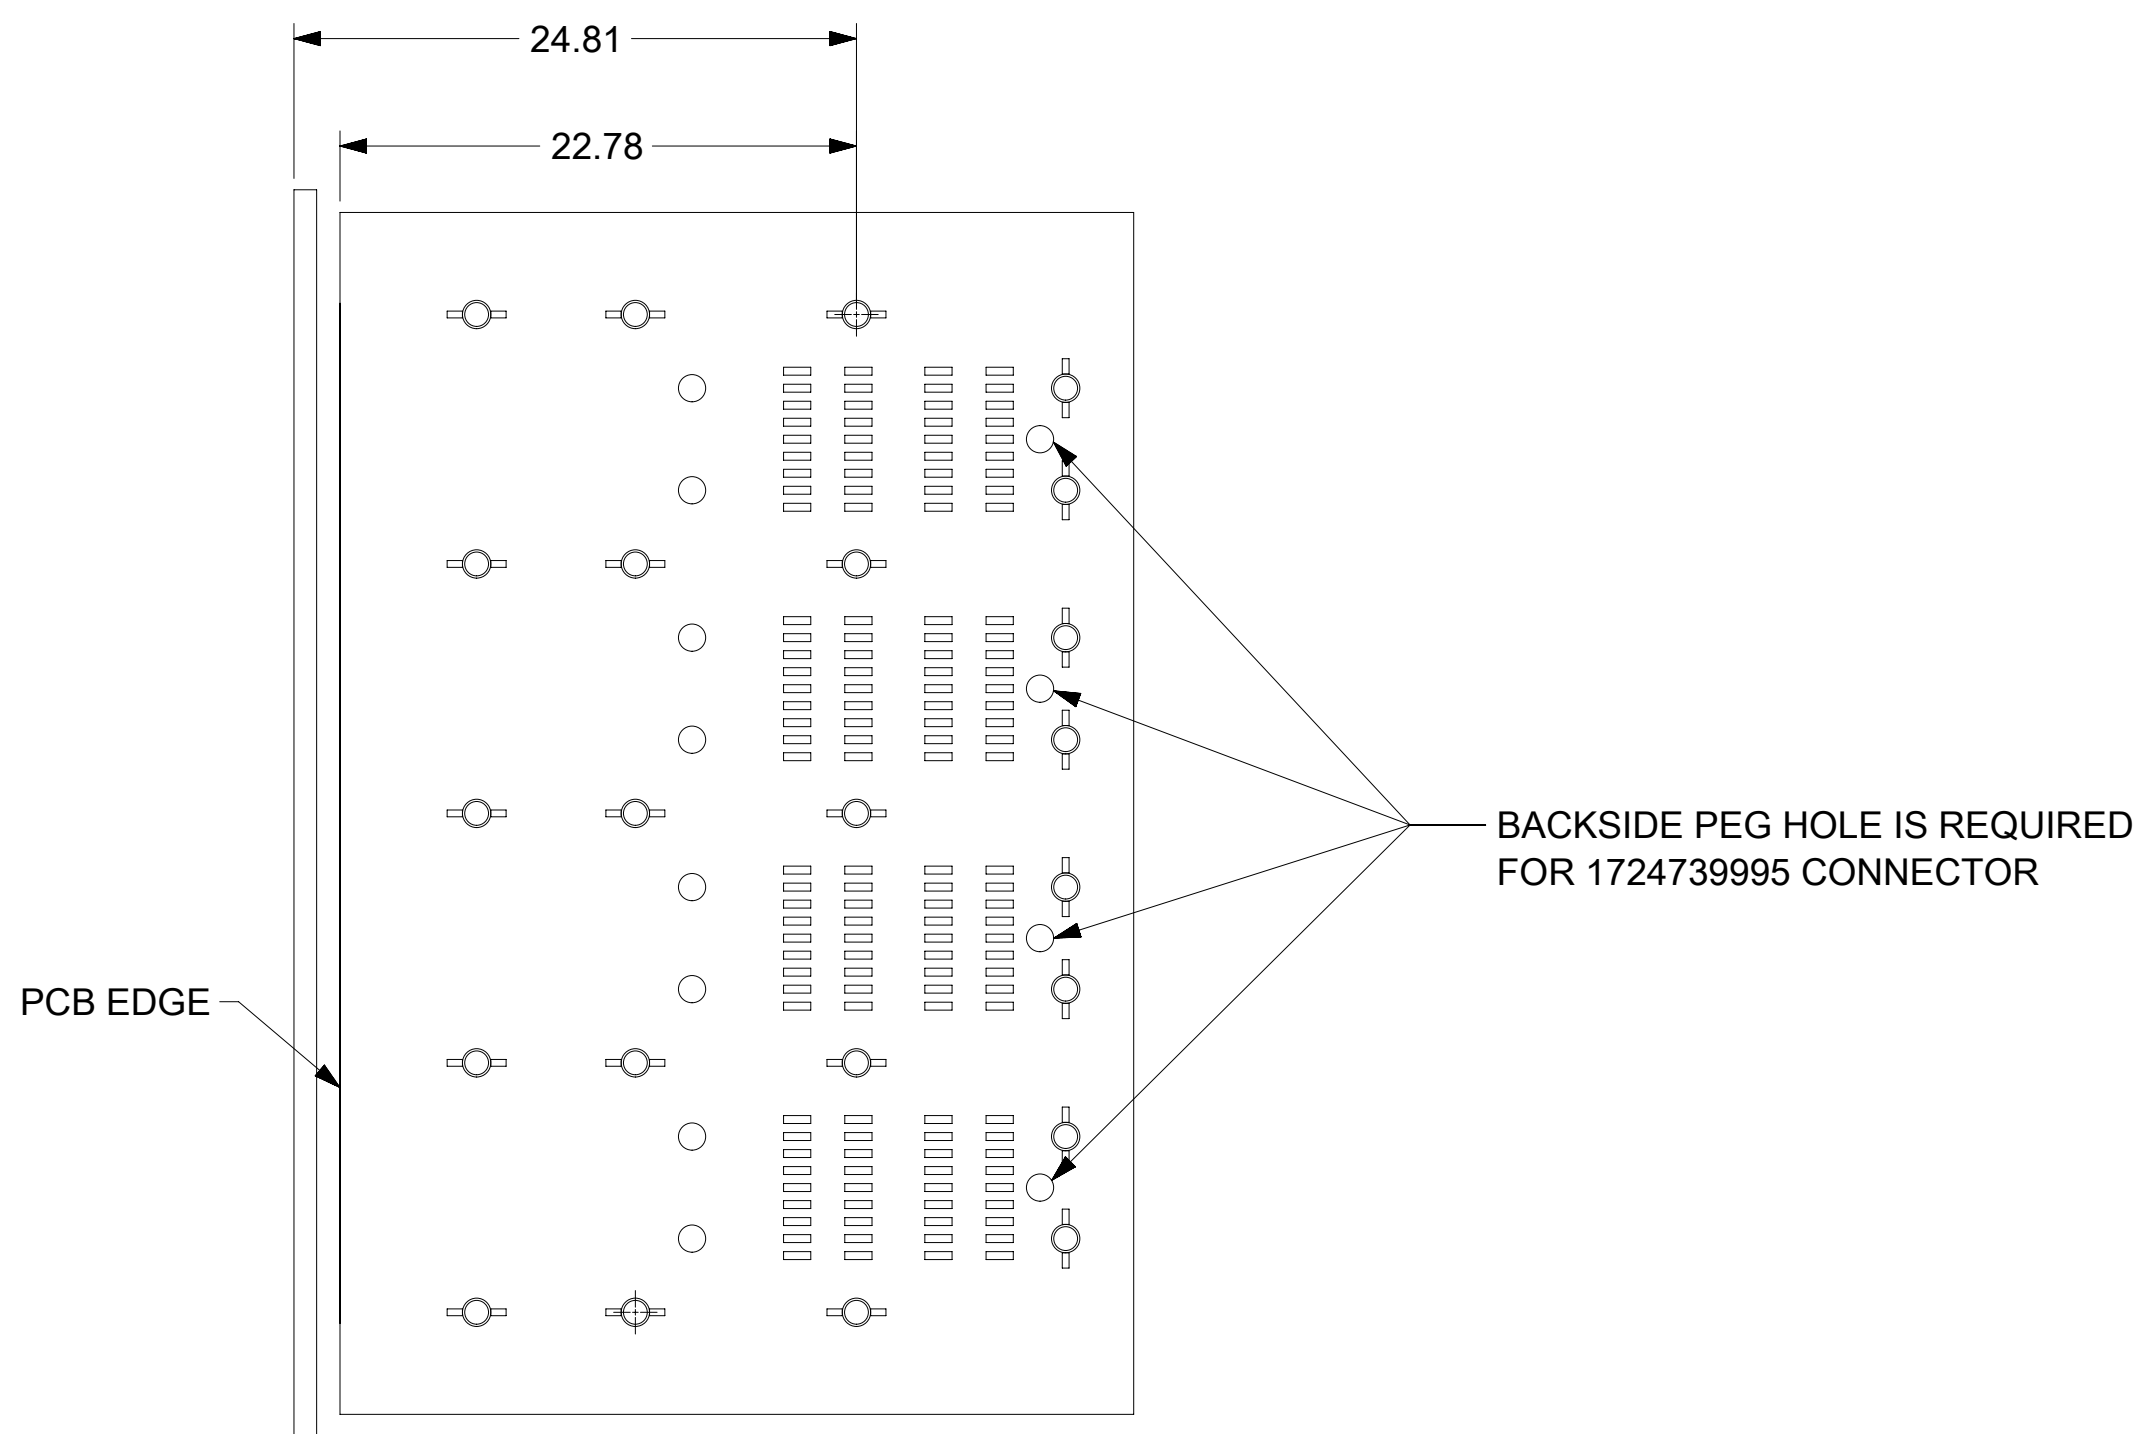 24.81
22.78
BACKSIDE PEG HOLE IS REQUIRED
FOR 1724739995 CONNECTOR
PCB EDGE